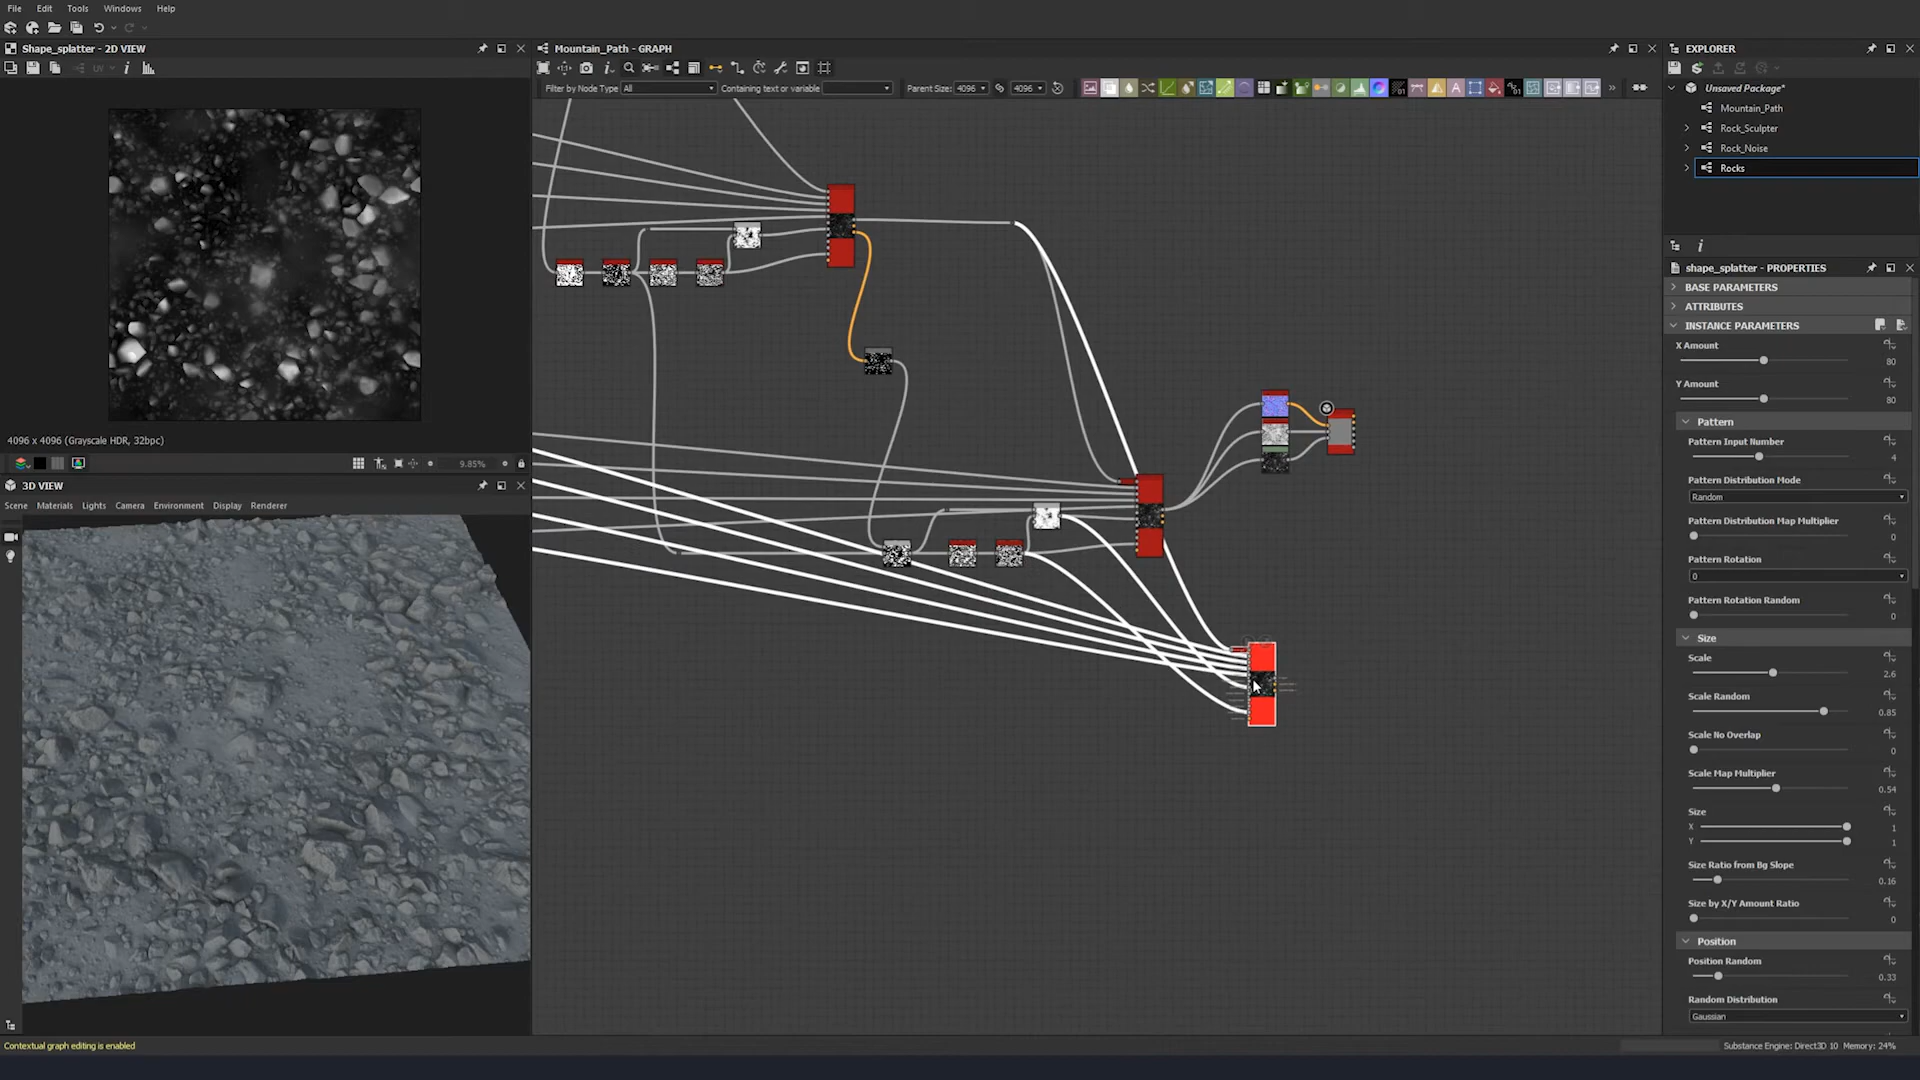 File Edit Tools Windows Help
Shape_splatter - 2D VIEW
UV
4096 x 4096 (Grayscale HDR, 32bpc)
9.85%
3D VIEW
Scene Materials Lights Camera Environment Display Renderer
Contextual graph editing is enabled
Mountain_Path - GRAPH
Filter by Node Type All Containing text or variable Parent Size: 4096 4096
EXPLORER
Unsaved Package*
Mountain_Path
Rock_Sculpter
Rock_Noise
Rocks
shape_splatter - PROPERTIES
BASE PARAMETERS
ATTRIBUTES
INSTANCE PARAMETERS
X Amount
80
Y Amount
80
Pattern
Pattern Input Number
4
Pattern Distribution Mode
Random
Pattern Distribution Map Multiplier
0
Pattern Rotation
0
Pattern Rotation Random
0
Size
Scale
2.6
Scale Random
0.85
Scale No Overlap
0
Scale Map Multiplier
0.54
Size
X 1
Y 1
Size Ratio from Bg Slope
0.16
Size by X/Y Amount Ratio
0
Position
Position Random
0.33
Random Distribution
Gaussian
Substance Engine: Direct3D 10 Memory: 24%